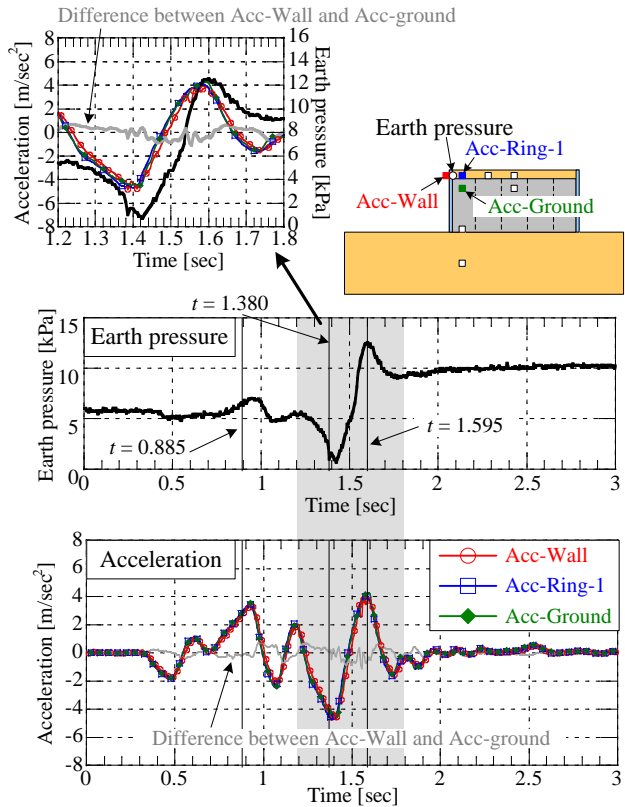 Difference between Acc-Wall and Acc-ground
8 6 4 2 0 -2 -4 -6 -8
Acceleration [m/sec²]
16 14 12 10 8 6 4 2 0
Earth pressure [kPa]
1.2 1.3 1.4 1.5 1.6 1.7 1.8
Time [sec]
Earth pressure
Acc-Ring-1
Acc-Wall
Acc-Ground
t = 1.380
15 10 5 0
Earth pressure [kPa]
Earth pressure
t = 0.885
t = 1.595
0 0.5 1 1.5 2 2.5 3
Time [sec]
8 6 4 2 0 -2 -4 -6 -8
Acceleration [m/sec²]
Acceleration
Acc-Wall
Acc-Ring-1
Acc-Ground
Difference between Acc-Wall and Acc-ground
0 0.5 1 1.5 2 2.5 3
Time [sec]